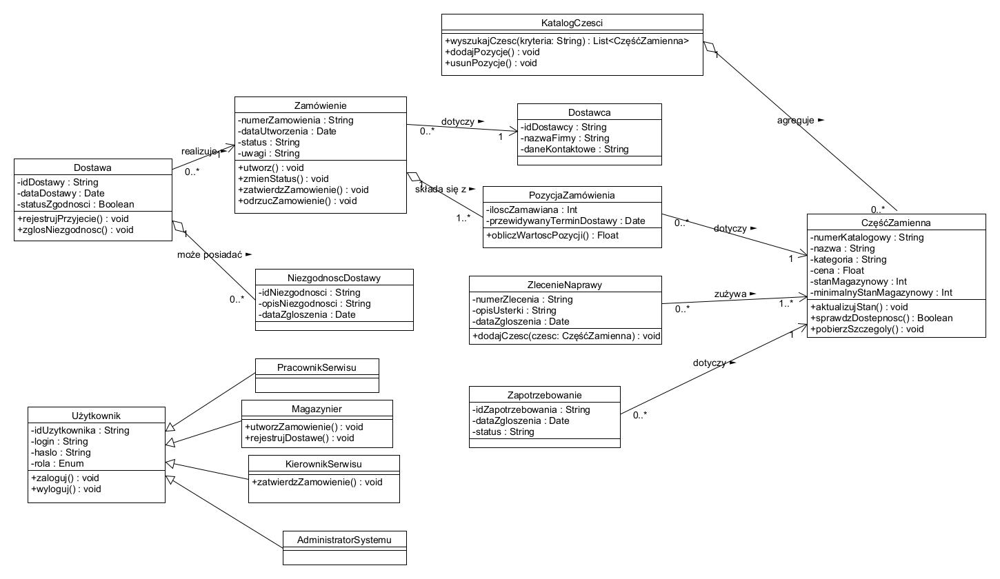 KatalogCzesci
+wyszukajCzesc(kryteria: String) : List<CzęśćZamienna>
+dodajPozycje() : void
+usunPozycje() : void
1
agreguje ►
0..*
Zamówienie
-numerZamowienia : String
-dataUtworzenia : Date
-status : String
-uwagi : String
+utworz() : void
+zmienStatus() : void
+zatwierdzZamowienie() : void
+odrzucZamowienie() : void
dotyczy ►
0..*
1
Dostawca
-idDostawcy : String
-nazwaFirmy : String
-daneKontaktowe : String
realizuje ►
1
0..*
Dostawa
-idDostawy : String
-dataDostawy : Date
-statusZgodnosci : Boolean
+rejestrujPrzyjecie() : void
+zglosNiezgodnosc() : void
1
składa się z ►
1..*
PozycjaZamówienia
-iloscZamawiana : Int
-przewidywanyTerminDostawy : Date
+obliczWartoscPozycji() : Float
0..*
dotyczy ►
1
CzęśćZamienna
-numerKatalogowy : String
-nazwa : String
-kategoria : String
-cena : Float
-stanMagazynowy : Int
-minimalnyStanMagazynowy : Int
+aktualizujStan() : void
+sprawdzDostepnosc() : Boolean
+pobierzSzczegoly() : void
1
może posiadać ►
0..*
NiezgodnoscDostawy
-idNiezgodnosci : String
-opisNiezgodnosci : String
-dataZgloszenia : Date
ZlecenieNaprawy
-numerZlecenia : String
-opisUsterki : String
-dataZgloszenia : Date
+dodajCzesc(czesc: CzęśćZamienna) : void
zużywa ►
0..*
1..*
1
dotyczy ►
0..*
Zapotrzebowanie
-idZapotrzebowania : String
-dataZgloszenia : Date
-status : String
PracownikSerwisu
Użytkownik
-idUzytkownika : String
-login : String
-haslo : String
-rola : Enum
+zaloguj() : void
+wyloguj() : void
Magazynier
+utworzZamowienie() : void
+rejestrujDostawe() : void
KierownikSerwisu
+zatwierdzZamowienie() : void
AdministratorSystemu